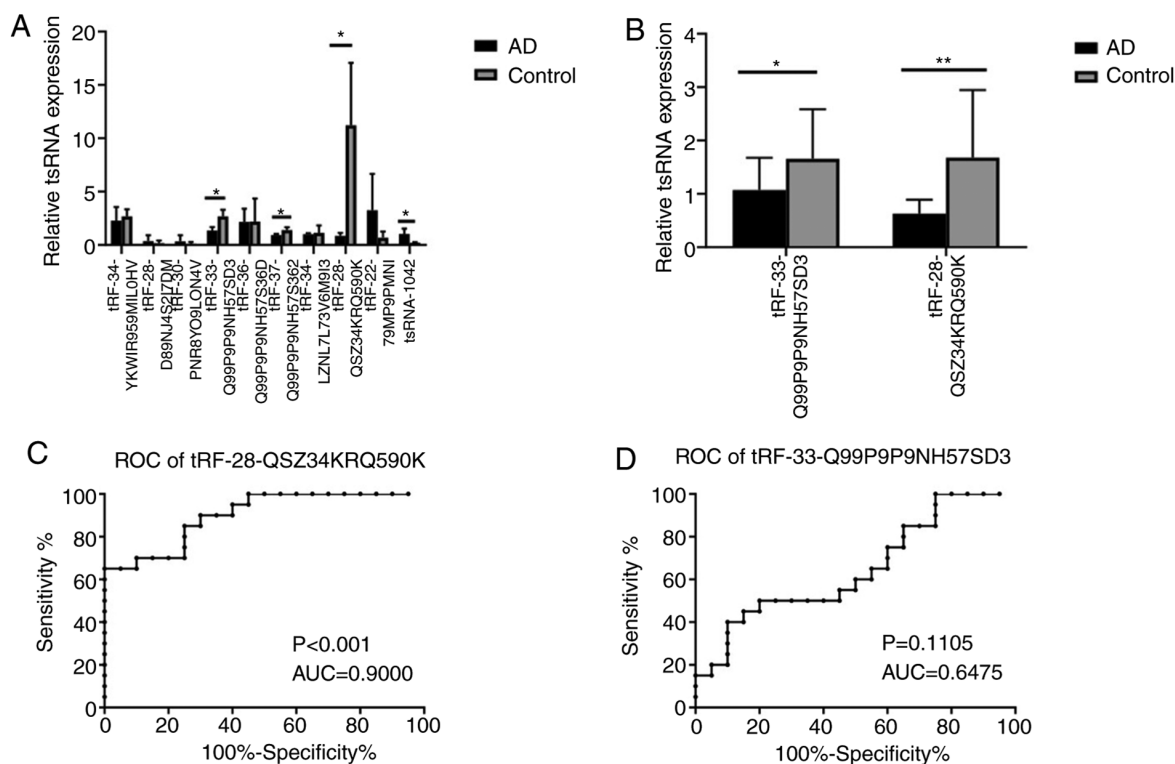 A
Relative tsRNA expression
20
15
10
5
0
*
*
*
*
AD
Control
tRF-34-
YKWIR959MIL0HV
tRF-28-
D89NJ4S2I7DM
tRF-30-
PNR8YO9LON4V
tRF-33-
Q99P9P9NH57SD3
tRF-36-
Q99P9P9NH57S36D
tRF-37-
Q99P9P9NH57S362
tRF-34-
LZNL7L73V6M9I3
tRF-28-
QSZ34KRQ590K
tRF-22-
79MP9PMNI
tsRNA-1042
B
Relative tsRNA expression
4
3
2
1
0
*
**
AD
Control
tRF-33-
Q99P9P9NH57SD3
tRF-28-
QSZ34KRQ590K
C
ROC of tRF-28-QSZ34KRQ590K
Sensitivity %
100
80
60
40
20
0
P<0.001
AUC=0.9000
0 20 40 60 80 100
100%-Specificity%
D
ROC of tRF-33-Q99P9P9NH57SD3
Sensitivity %
100
80
60
40
20
0
P=0.1105
AUC=0.6475
0 20 40 60 80 100
100%-Specificity%